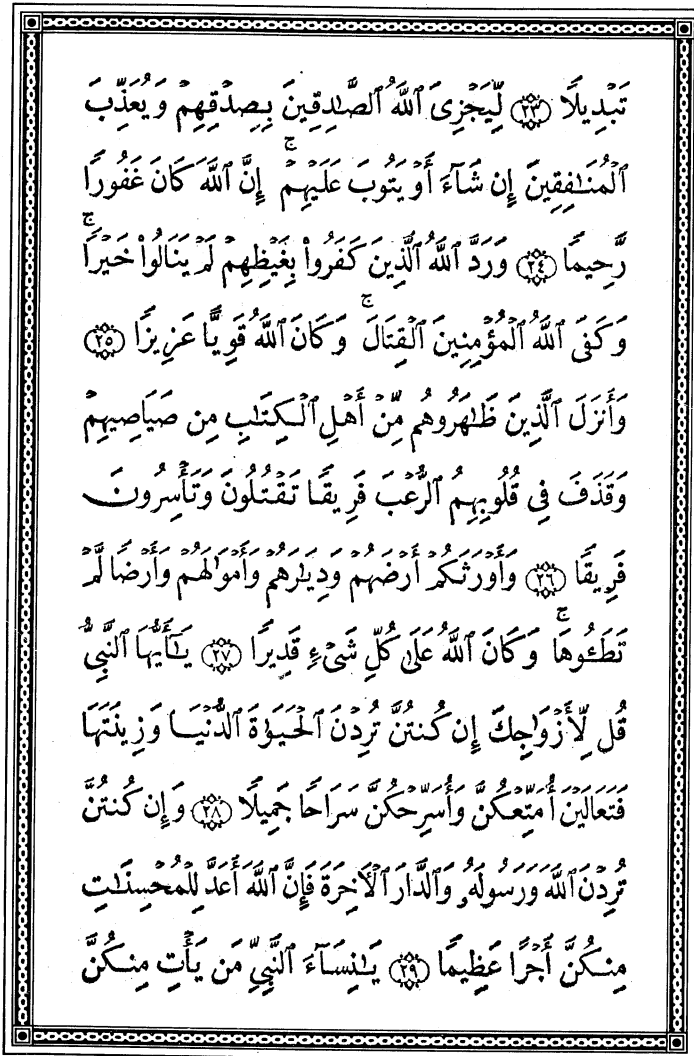 تَبْدِيلًا ٢٣ لِّيَجْزِىَ ٱللَّهُ ٱلصَّٰدِقِينَ بِصِدْقِهِمْ وَيُعَذِّبَ
ٱلْمُنَٰفِقِينَ إِن شَآءَ أَوْ يَتُوبَ عَلَيْهِمْ ۚ إِنَّ ٱللَّهَ كَانَ غَفُورًا
رَّحِيمًا ٢٤ وَرَدَّ ٱللَّهُ ٱلَّذِينَ كَفَرُوا۟ بِغَيْظِهِمْ لَمْ يَنَالُوا۟ خَيْرًا ۚ
وَكَفَى ٱللَّهُ ٱلْمُؤْمِنِينَ ٱلْقِتَالَ ۚ وَكَانَ ٱللَّهُ قَوِيًّا عَزِيزًا ٢٥
وَأَنزَلَ ٱلَّذِينَ ظَٰهَرُوهُم مِّنْ أَهْلِ ٱلْكِتَٰبِ مِن صَيَاصِيهِمْ
وَقَذَفَ فِى قُلُوبِهِمُ ٱلرُّعْبَ فَرِيقًا تَقْتُلُونَ وَتَأْسِرُونَ
فَرِيقًا ٢٦ وَأَوْرَثَكُمْ أَرْضَهُمْ وَدِيَٰرَهُمْ وَأَمْوَٰلَهُمْ وَأَرْضًا لَّمْ
تَطَـُٔوهَا ۚ وَكَانَ ٱللَّهُ عَلَىٰ كُلِّ شَىْءٍ قَدِيرًا ٢٧ يَٰٓأَيُّهَا ٱلنَّبِىُّ
قُل لِّأَزْوَٰجِكَ إِن كُنتُنَّ تُرِدْنَ ٱلْحَيَوٰةَ ٱلدُّنْيَا وَزِينَتَهَا
فَتَعَالَيْنَ أُمَتِّعْكُنَّ وَأُسَرِّحْكُنَّ سَرَاحًا جَمِيلًا ٢٨ وَإِن كُنتُنَّ
تُرِدْنَ ٱللَّهَ وَرَسُولَهُۥ وَٱلدَّارَ ٱلْءَاخِرَةَ فَإِنَّ ٱللَّهَ أَعَدَّ لِلْمُحْسِنَٰتِ
مِنكُنَّ أَجْرًا عَظِيمًا ٢٩ يَٰنِسَآءَ ٱلنَّبِىِّ مَن يَأْتِ مِنكُنَّ